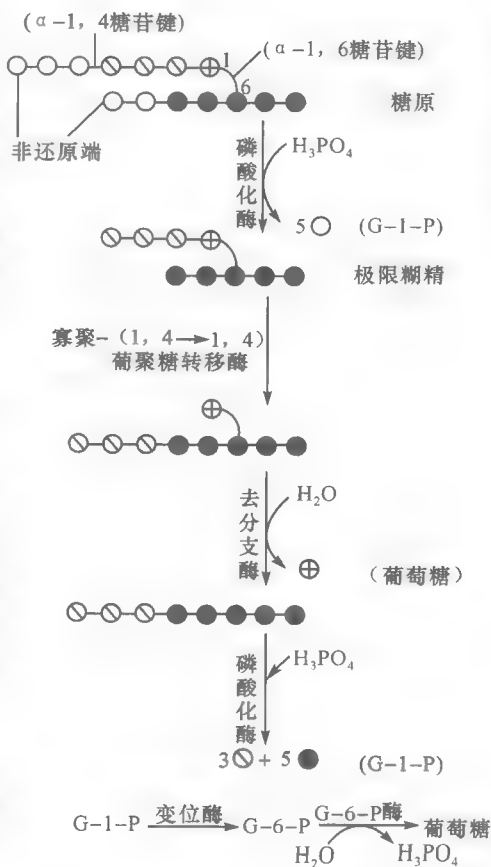 (α-1, 4糖苷键)
1
(α-1, 6糖苷键)
6
糖原
非还原端
磷酸化酶
H₃PO₄
5 (G-1-P)
极限糊精
寡聚-(1, 4→1, 4)
葡聚糖转移酶
去分支酶
H₂O
(葡萄糖)
磷酸化酶
H₃PO₄
3 + 5 (G-1-P)
G-1-P 变位酶 G-6-P G-6-P酶 葡萄糖
H₂O H₃PO₄